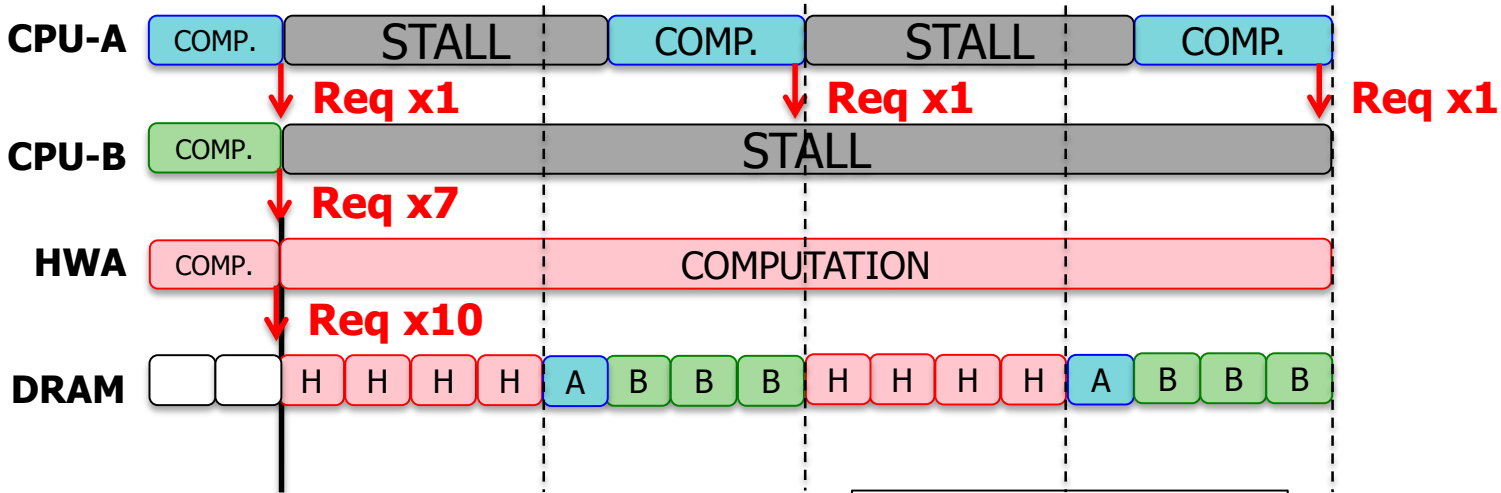 CPU-A COMP. STALL COMP. STALL COMP.
Req x1 Req x1 Req x1
CPU-B COMP. STALL
Req x7
HWA COMP. COMPUTATION
Req x10
DRAM H H H H A B B B H H H H A B B B